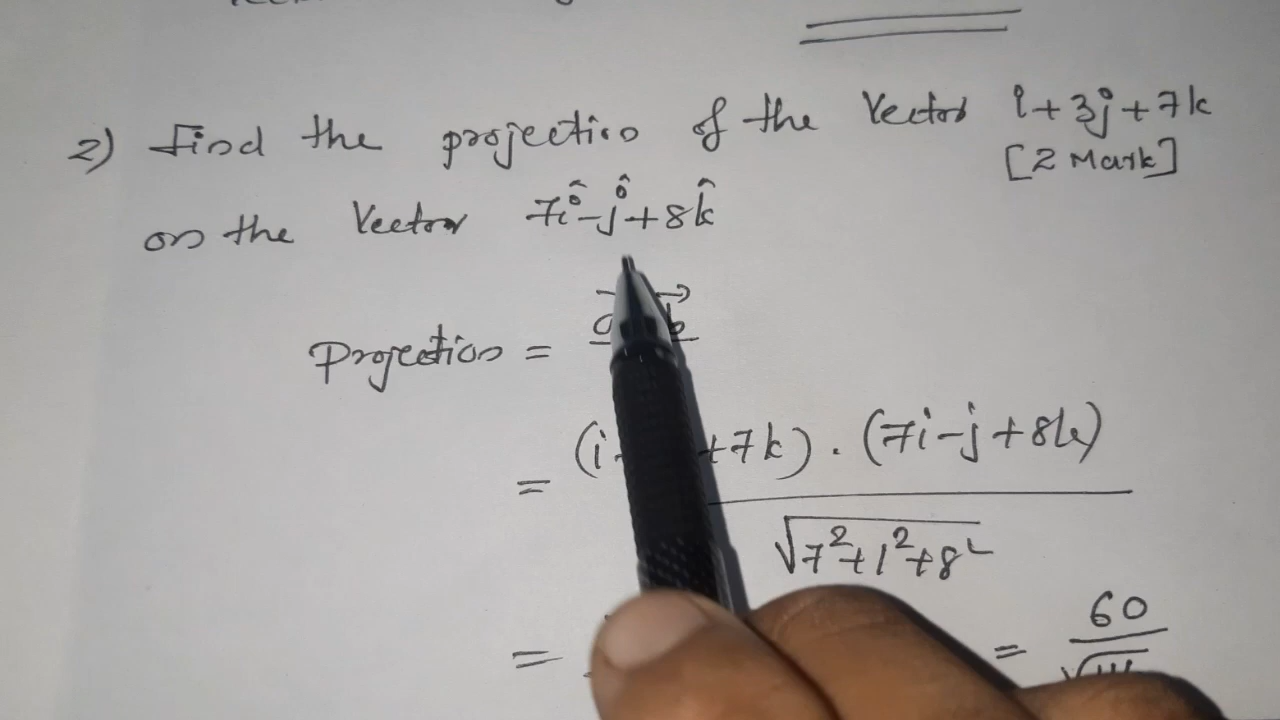 2) Find the projection of the Vector i + 3j + 7k
[2 Mark]
on the Vector 7î - ĵ + 8k̂
Projection =
= (i + 7k) . (7i - j + 8k)
√7² + 1² + 8²
= = 60
√114